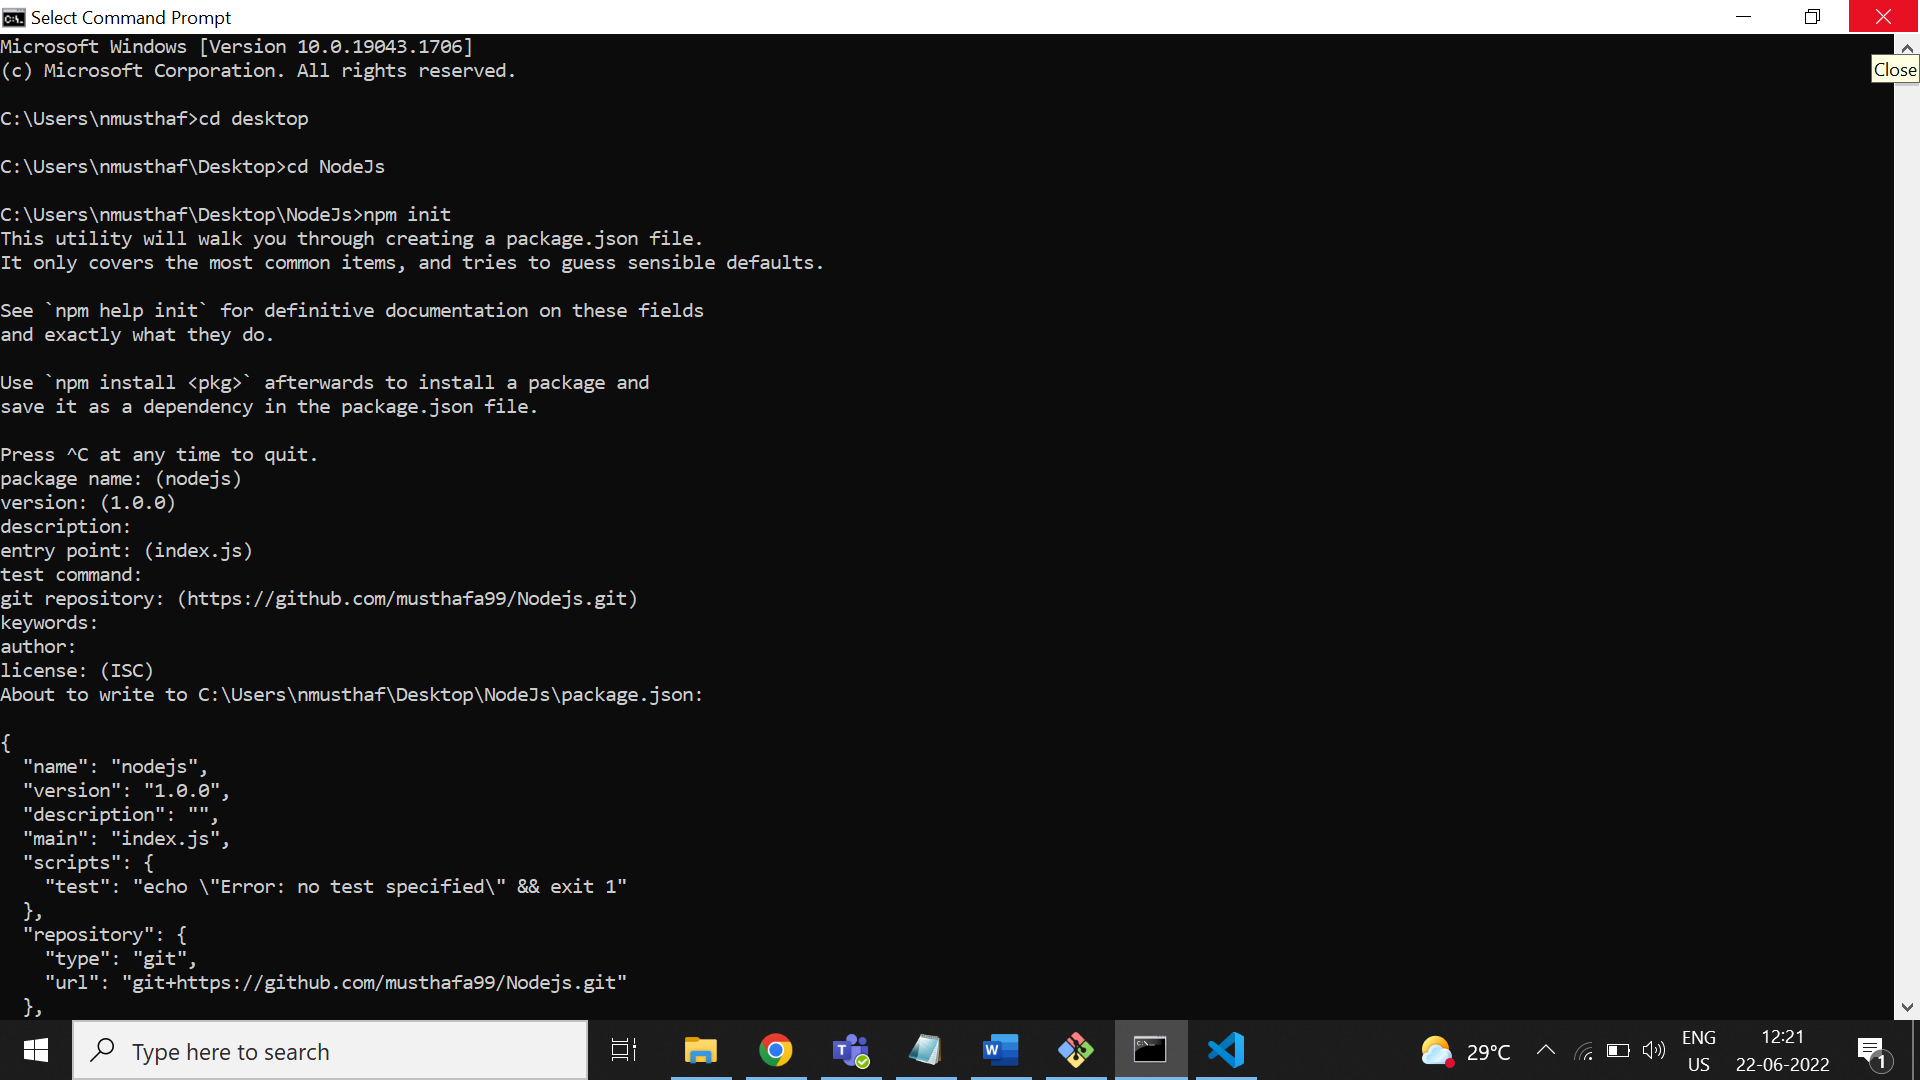 Select Command Prompt
Microsoft Windows [Version 10.0.19043.1706]
(c) Microsoft Corporation. All rights reserved.
Close
C:\Users\nmusthaf>cd desktop
C:\Users\nmusthaf\Desktop>cd NodeJs
C:\Users\nmusthaf\Desktop\NodeJs>npm init
This utility will walk you through creating a package.json file.
It only covers the most common items, and tries to guess sensible defaults.
See `npm help init` for definitive documentation on these fields
and exactly what they do.
Use `npm install <pkg>` afterwards to install a package and
save it as a dependency in the package.json file.
Press ^C at any time to quit.
package name: (nodejs)
version: (1.0.0)
description:
entry point: (index.js)
test command:
git repository: (https://github.com/musthafa99/Nodejs.git)
keywords:
author:
license: (ISC)
About to write to C:\Users\nmusthaf\Desktop\NodeJs\package.json:
{
  "name": "nodejs",
  "version": "1.0.0",
  "description": "",
  "main": "index.js",
  "scripts": {
    "test": "echo \"Error: no test specified\" && exit 1"
  },
  "repository": {
    "type": "git",
    "url": "git+https://github.com/musthafa99/Nodejs.git"
  },
Type here to search
29°C
ENG
US
12:21
22-06-2022
1